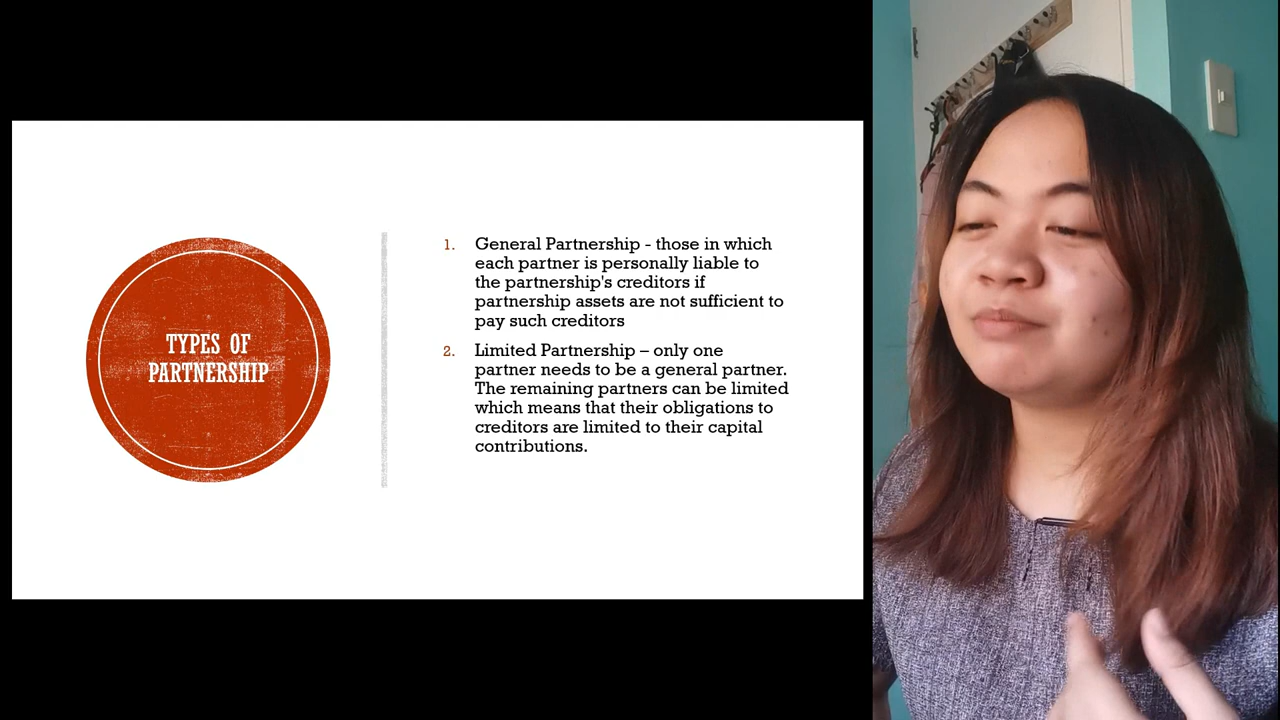 TYPES OF
PARTNERSHIP
1. General Partnership - those in which
each partner is personally liable to
the partnership's creditors if
partnership assets are not sufficient to
pay such creditors
2. Limited Partnership – only one
partner needs to be a general partner.
The remaining partners can be limited
which means that their obligations to
creditors are limited to their capital
contributions.